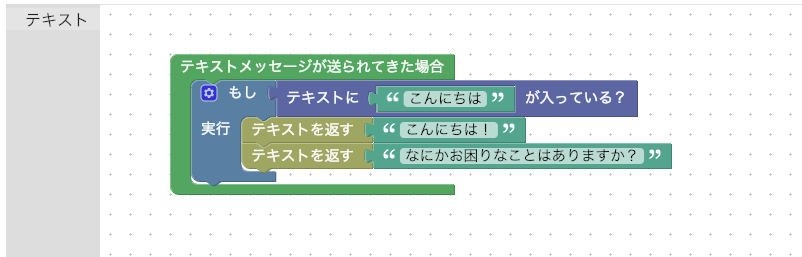 テキスト
テキストメッセージが送られてきた場合
もし テキストに “ こんにちは ” が入っている？
実行 テキストを返す “ こんにちは！ ”
テキストを返す “ なにかお困りなことはありますか？ ”